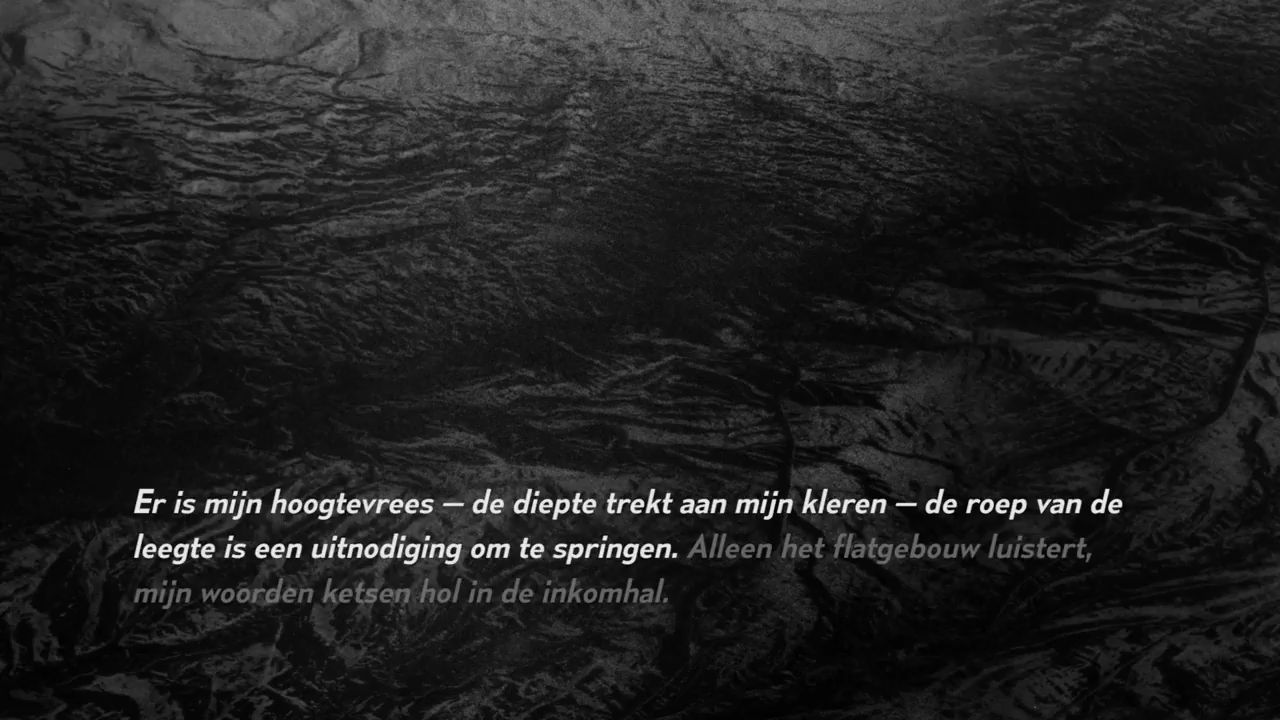 Er is mijn hoogtevrees — de diepte trekt aan mijn kleren — de roep van de
leegte is een uitnodiging om te springen. Alleen het flatgebouw luistert,
mijn woorden ketsen hol in de inkomhal.